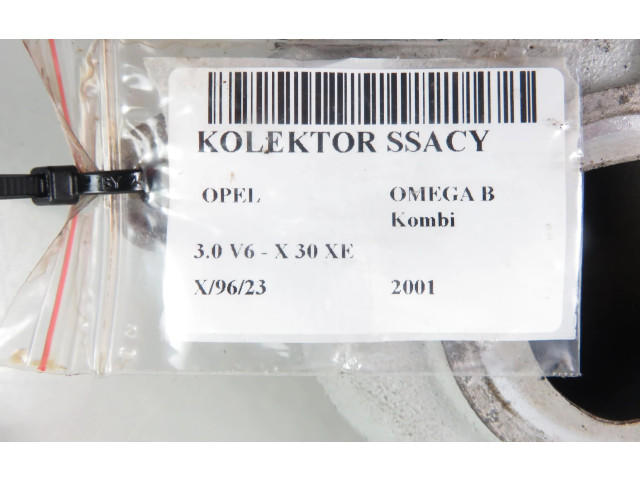 KOLEKTOR SSACY
OPEL OMEGA B
Kombi
3.0 V6 - X 30 XE
X/96/23 2001